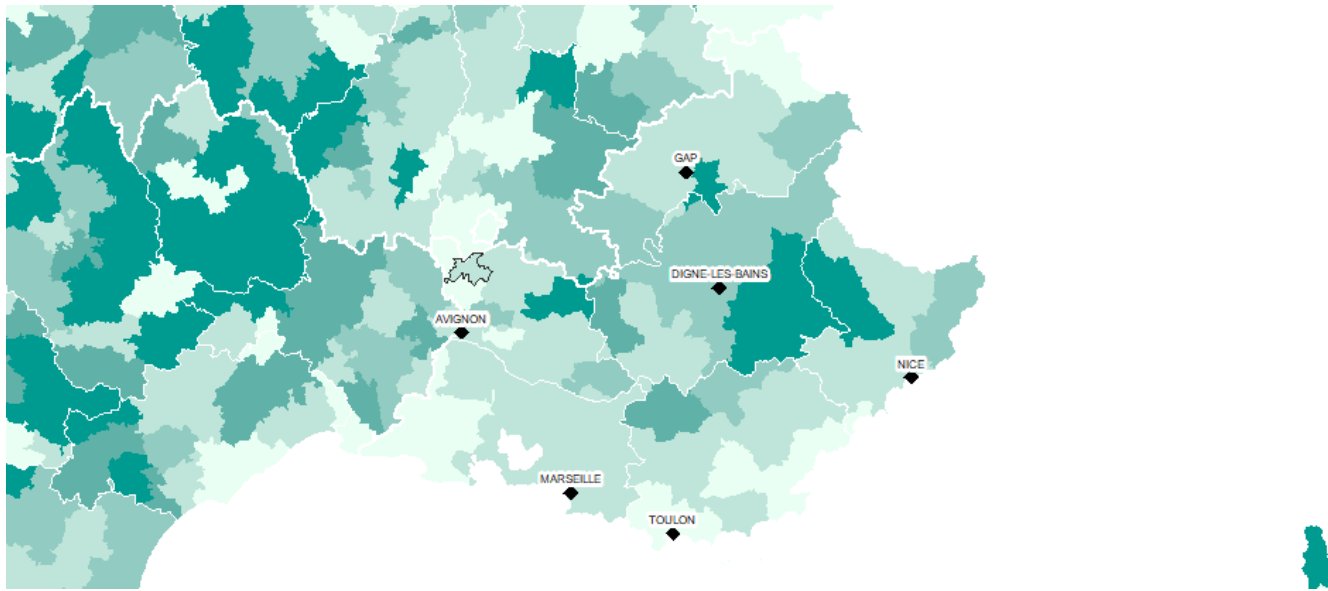 GAP
DIGNE-LES-BAINS
AVIGNON
NICE
MARSEILLE
TOULON